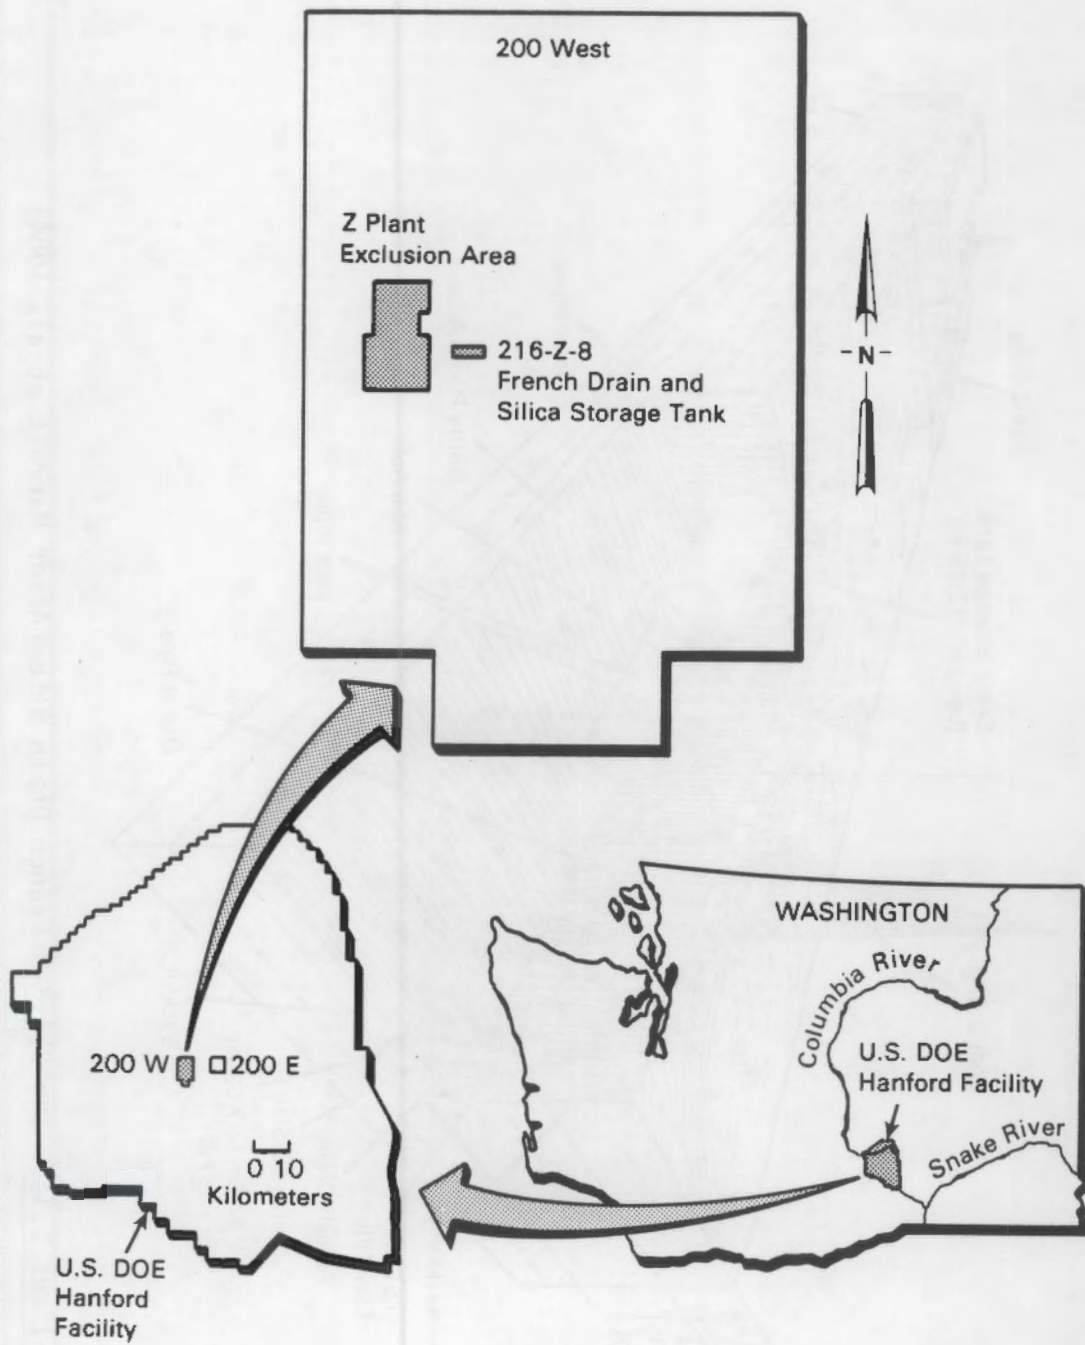 200 West
Z Plant
Exclusion Area
216-Z-8
French Drain and
Silica Storage Tank
N
200 W
200 E
0 10
Kilometers
U.S. DOE
Hanford
Facility
WASHINGTON
Columbia River
U.S. DOE
Hanford Facility
Snake River